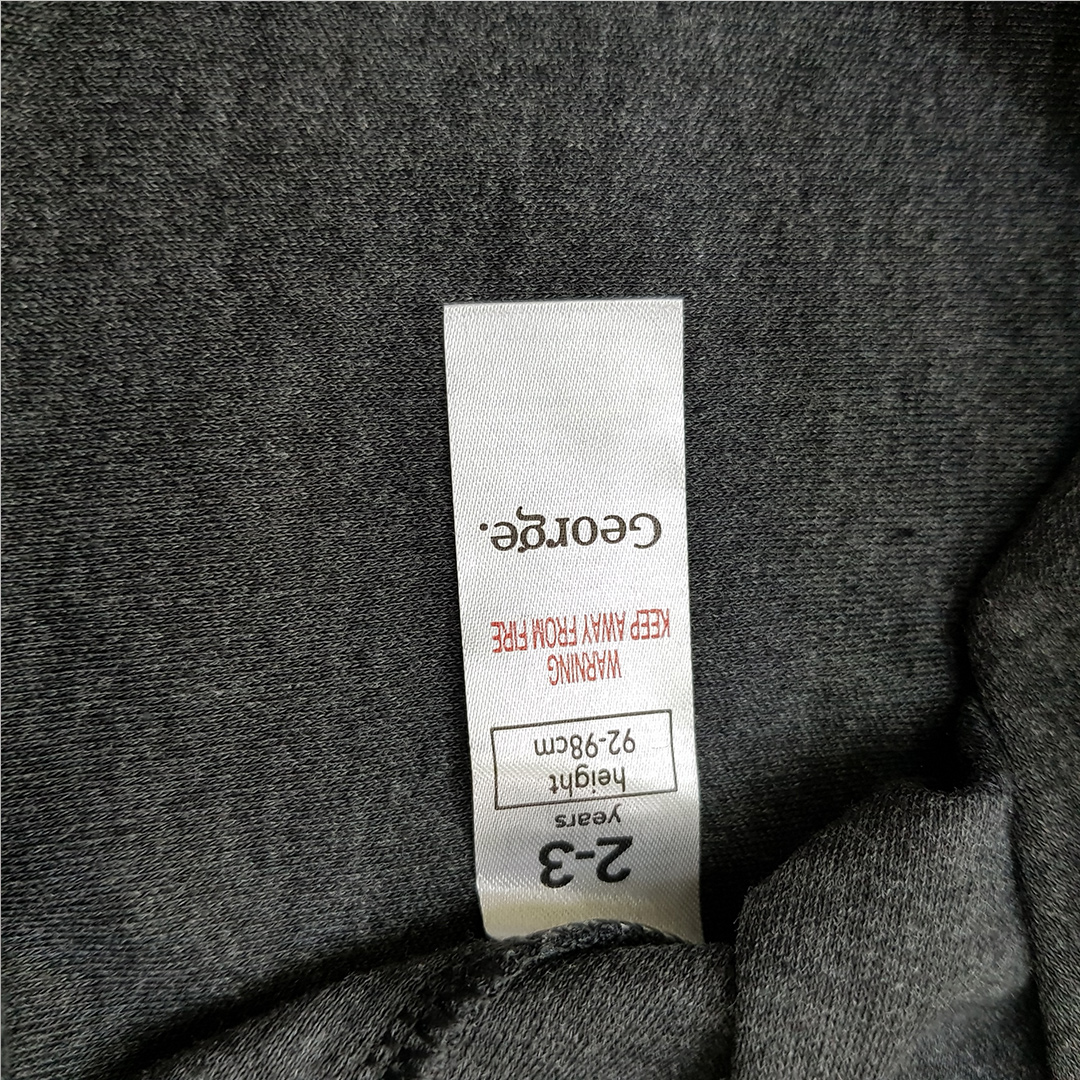 2-3
years
height
92-98cm
WARNING
KEEP AWAY FROM FIRE
George.